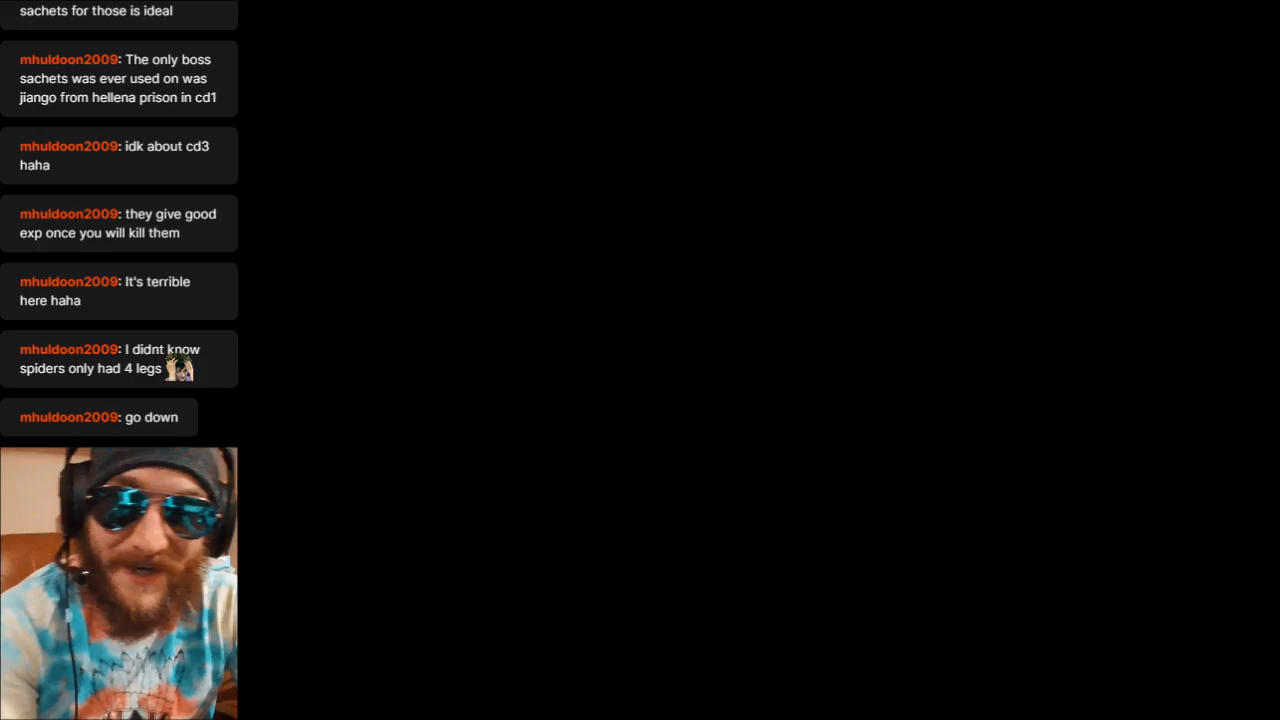 sachets for those is ideal
mhuldoon2009: The only boss
sachets was ever used on was
jiango from hellena prison in cd1
mhuldoon2009: idk about cd3
haha
mhuldoon2009: they give good
exp once you will kill them
mhuldoon2009: It's terrible
here haha
mhuldoon2009: I didnt know
spiders only had 4 legs
mhuldoon2009: go down